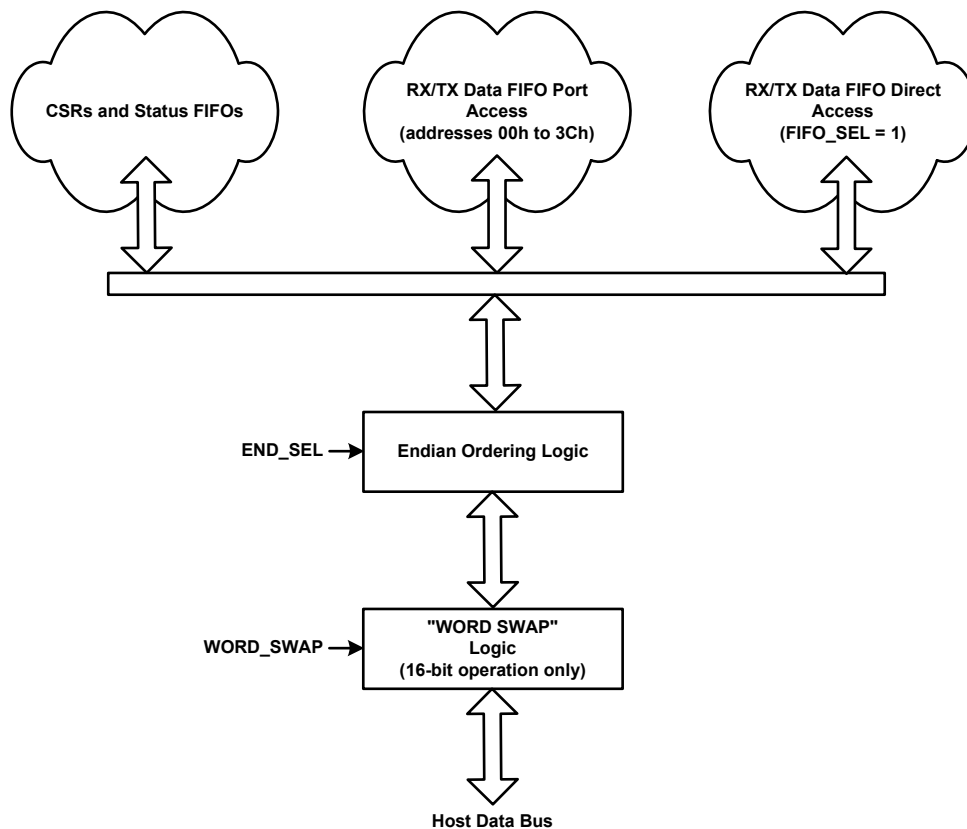 CSRs and Status FIFOs
RX/TX Data FIFO Port
Access
(addresses 00h to 3Ch)
RX/TX Data FIFO Direct
Access
(FIFO_SEL = 1)
END_SEL
Endian Ordering Logic
WORD_SWAP
"WORD SWAP"
Logic
(16-bit operation only)
Host Data Bus